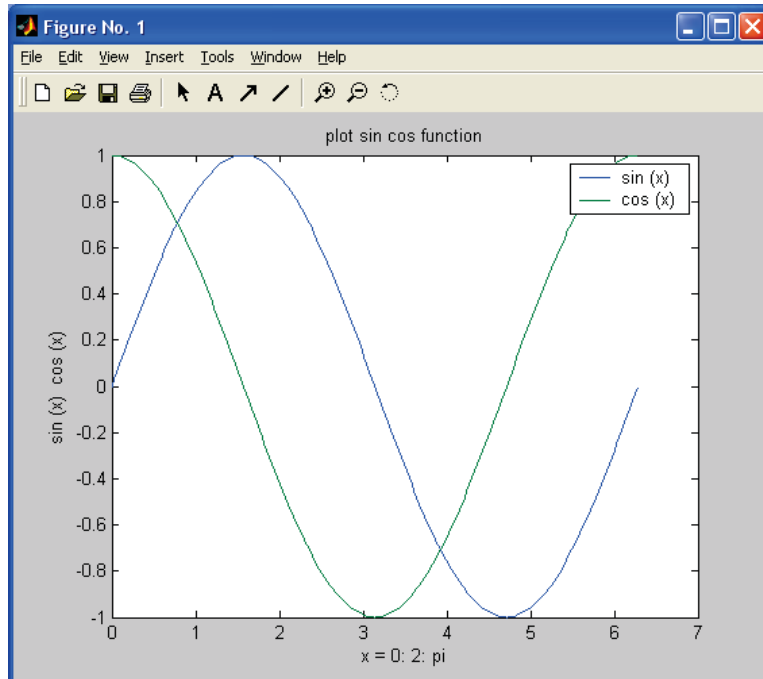 Figure No. 1
File Edit View Insert Tools Window Help
A
plot sin cos function
sin (x)
cos (x)
1
0.8
0.6
0.4
0.2
0
-0.2
-0.4
-0.6
-0.8
-1
sin (x) cos (x)
0 1 2 3 4 5 6 7
x = 0: 2: pi